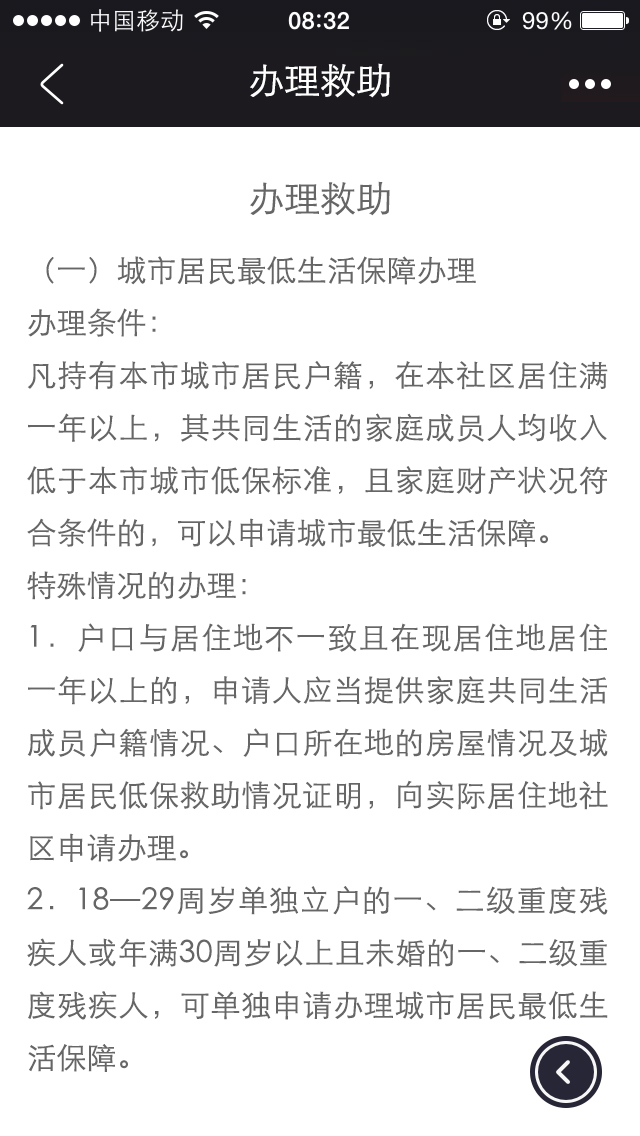 中国移动 08:32 99%
办理救助
办理救助
（一）城市居民最低生活保障办理
办理条件：
凡持有本市城市居民户籍，在本社区居住满
一年以上，其共同生活的家庭成员人均收入
低于本市城市低保标准，且家庭财产状况符
合条件的，可以申请城市最低生活保障。
特殊情况的办理：
1．户口与居住地不一致且在现居住地居住
一年以上的，申请人应当提供家庭共同生活
成员户籍情况、户口所在地的房屋情况及城
市居民低保救助情况证明，向实际居住地社
区申请办理。
2．18—29周岁单独立户的一、二级重度残
疾人或年满30周岁以上且未婚的一、二级重
度残疾人，可单独申请办理城市居民最低生
活保障。